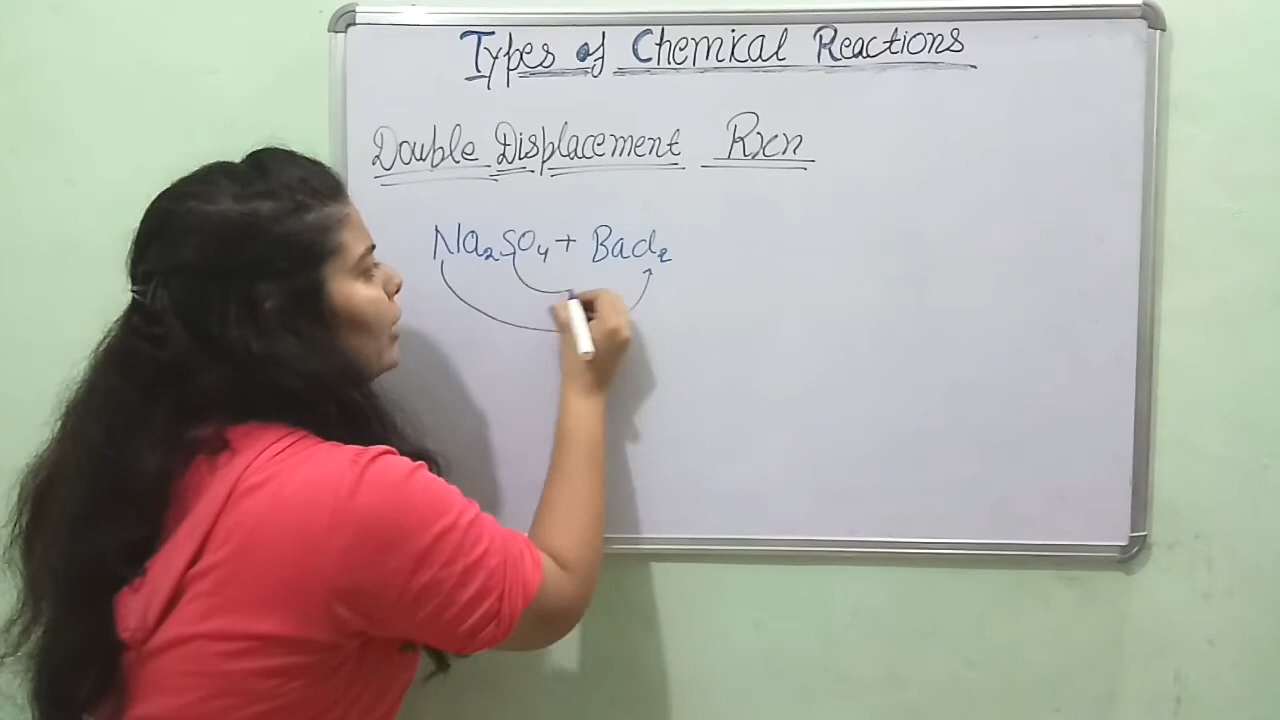 Types of Chemical Reactions
Double Displacement Rxn
Na₂SO₄ + BaCl₂